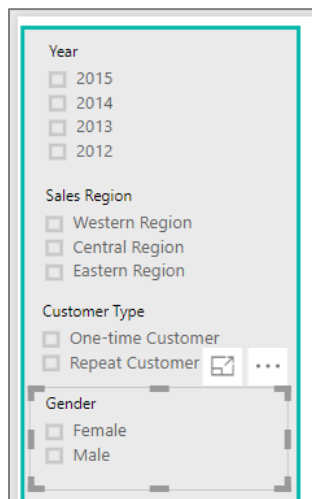 Year
2015
2014
2013
2012
Sales Region
Western Region
Central Region
Eastern Region
Customer Type
One-time Customer
Repeat Customer
Gender
Female
Male